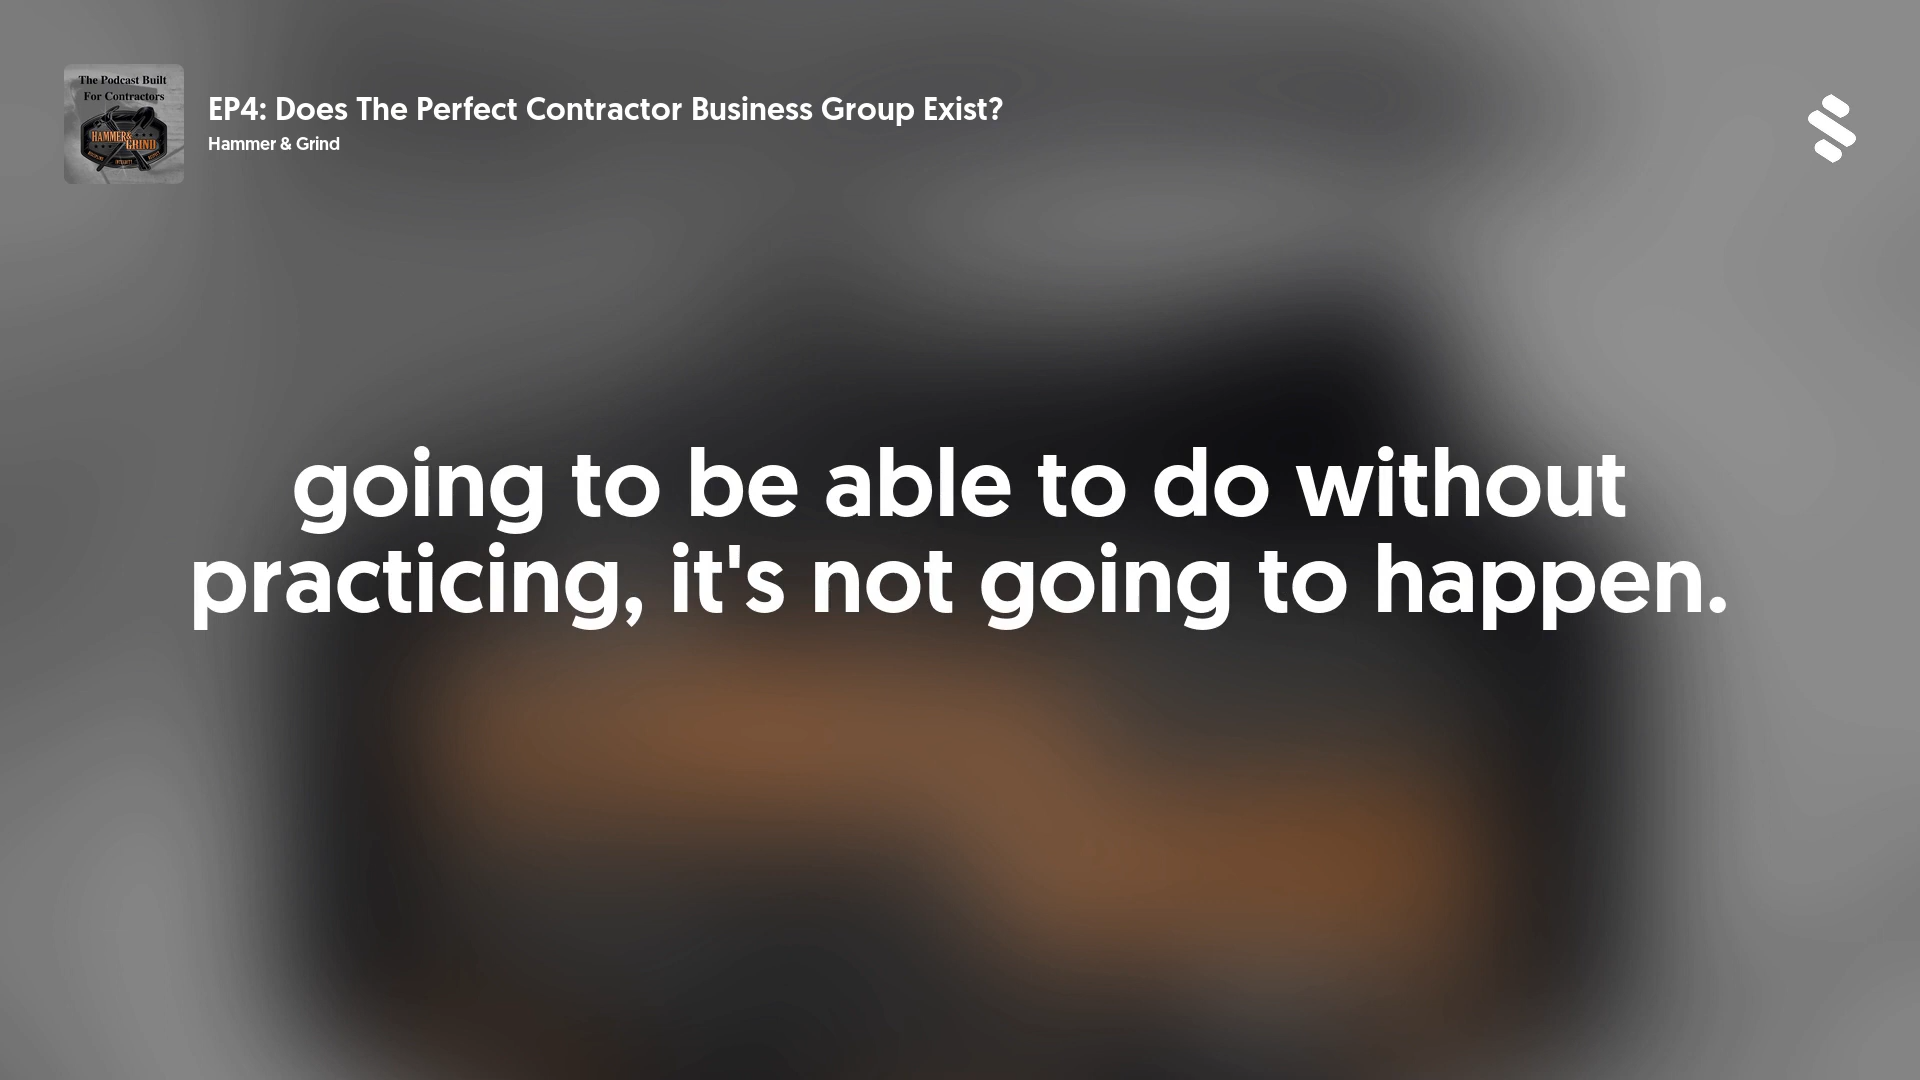 The Podcast Built
For Contractors
HAMMER &
GRIND
EP4: Does The Perfect Contractor Business Group Exist?
Hammer & Grind
going to be able to do without
practicing, it's not going to happen.